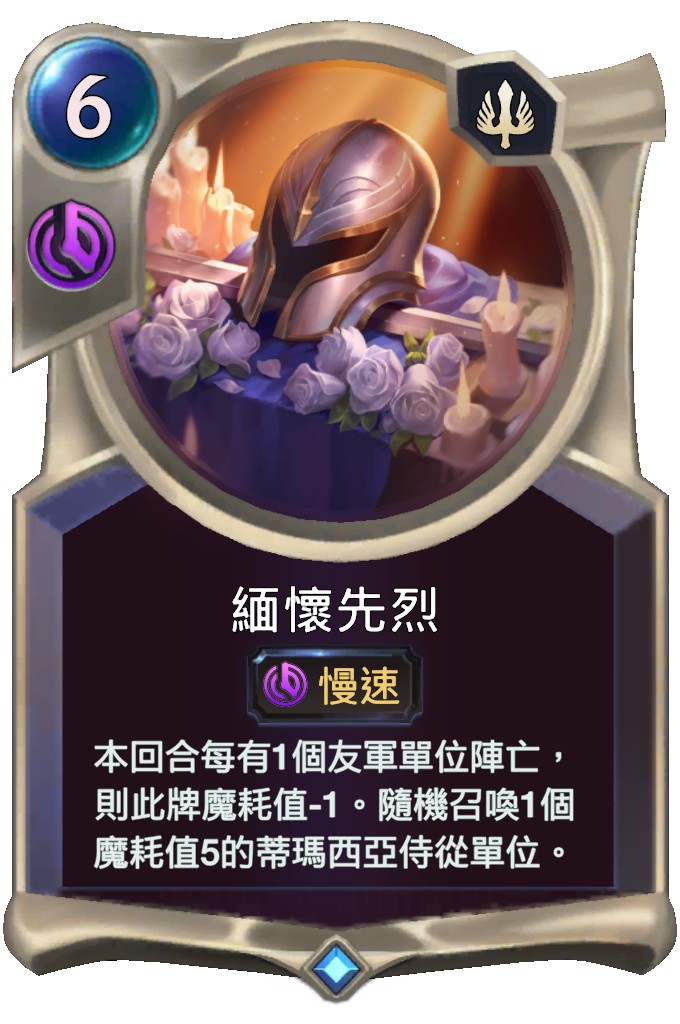 6
緬懷先烈
慢速
本回合每有1個友軍單位陣亡，
則此牌魔耗值-1。隨機召喚1個
魔耗值5的蒂瑪西亞侍從單位。